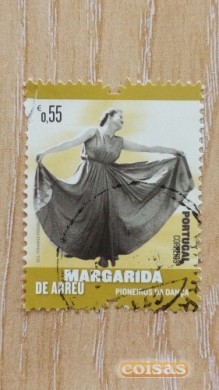 €0,55
PORTUGAL
CORREIOS
MARGARIDA
DE ABREU
PIONEIROS DA DANÇA
coisas